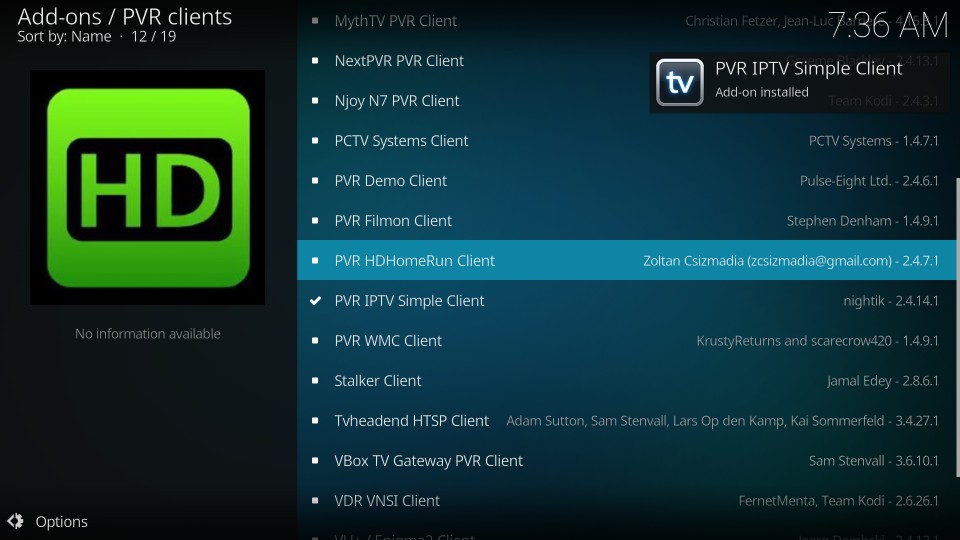 Add-ons / PVR clients
Sort by: Name · 12 / 19
7:36 AM
PVR IPTV Simple Client
Add-on installed
tv
HD
No information available
MythTV PVR Client Christian Fetzer, Jean-Luc
NextPVR PVR Client
Njoy N7 PVR Client Team Kodi - 2.4.3.1
PCTV Systems Client PCTV Systems - 1.4.7.1
PVR Demo Client Pulse-Eight Ltd. - 2.4.6.1
PVR Filmon Client Stephen Denham - 1.4.9.1
PVR HDHomeRun Client Zoltan Csizmadia (zcsizmadia@gmail.com) - 2.4.7.1
PVR IPTV Simple Client nightik - 2.4.14.1
PVR WMC Client KrustyReturns and scarecrow420 - 1.4.9.1
Stalker Client Jamal Edey - 2.8.6.1
Tvheadend HTSP Client Adam Sutton, Sam Stenvall, Lars Op den Kamp, Kai Sommerfeld - 3.4.27.1
VBox TV Gateway PVR Client Sam Stenvall - 3.6.10.1
VDR VNSI Client FernetMenta, Team Kodi - 2.6.26.1
Options